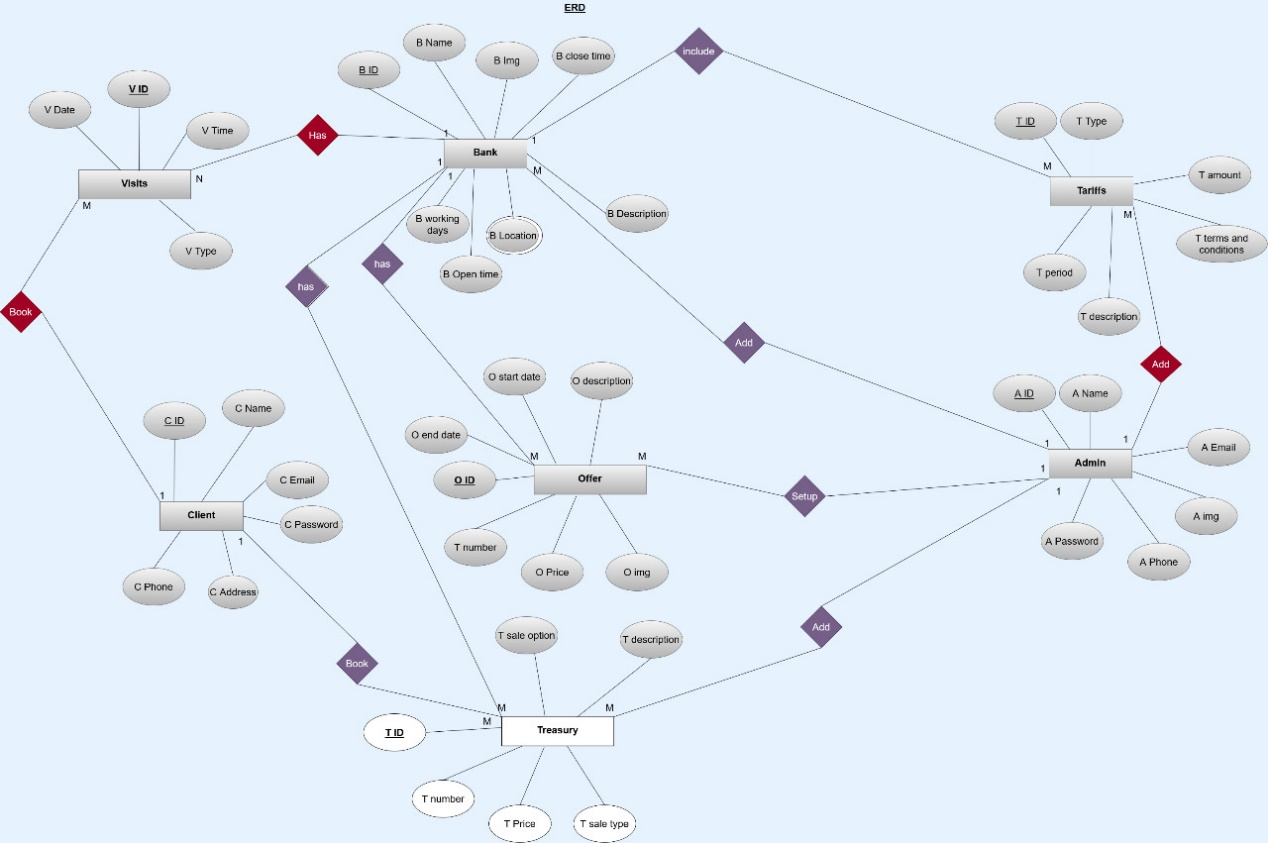 ERD
B Name
B Img
B close time
include
B ID
V ID
V Date
V Time
Has
1
1
Bank
T ID
T Type
Visits
N
M
1
1
M
M
Tariffs
M
T amount
V Type
B working
days
B Location
B Description
B Open time
T terms and
conditions
T period
T description
has
has
Book
Add
Add
O start date
O description
A ID
A Name
C ID
C Name
O end date
O ID
M
Offer
M
Setup
1
1
1
1
Admin
A Email
C Email
C Password
1
Client
1
T number
O Price
O img
A img
A Password
A Phone
C Phone
C Address
T sale option
T description
Add
Book
M
M
M
T ID
Treasury
T number
T Price
T sale type